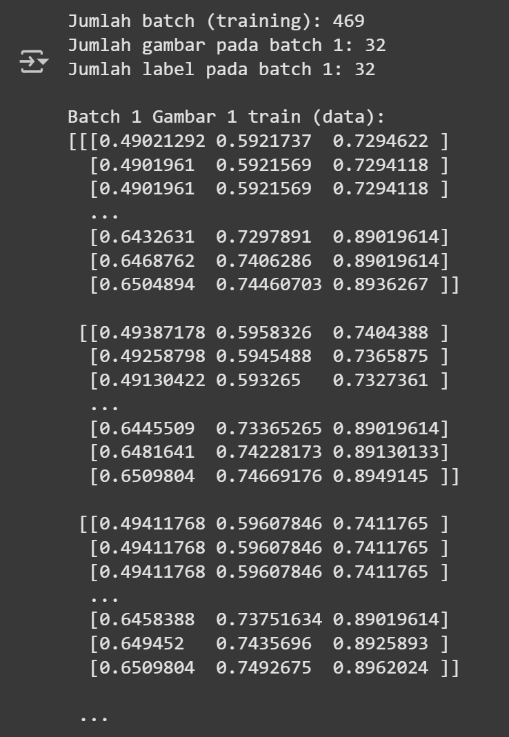 Jumlah batch (training): 469
Jumlah gambar pada batch 1: 32
Jumlah label pada batch 1: 32
Batch 1 Gambar 1 train (data):
[[[0.49021292 0.5921737  0.7294622 ]
[0.4901961  0.5921569  0.7294118 ]
[0.4901961  0.5921569  0.7294118 ]
...
[0.6432631  0.7297891  0.89019614]
[0.6468762  0.7406286  0.89019614]
[0.6504894  0.74460703 0.8936267 ]]
[[0.49387178 0.5958326  0.7404388 ]
[0.49258798 0.5945488  0.7365875 ]
[0.49130422 0.593265   0.7327361 ]
...
[0.6445509  0.73365265 0.89019614]
[0.6481641  0.74228173 0.89130133]
[0.6509804  0.74669176 0.8949145 ]]
[[0.49411768 0.59607846 0.7411765 ]
[0.49411768 0.59607846 0.7411765 ]
[0.49411768 0.59607846 0.7411765 ]
...
[0.6458388  0.73751634 0.89019614]
[0.649452   0.7435696  0.8925893 ]
[0.6509804  0.7492675  0.8962024 ]]
...